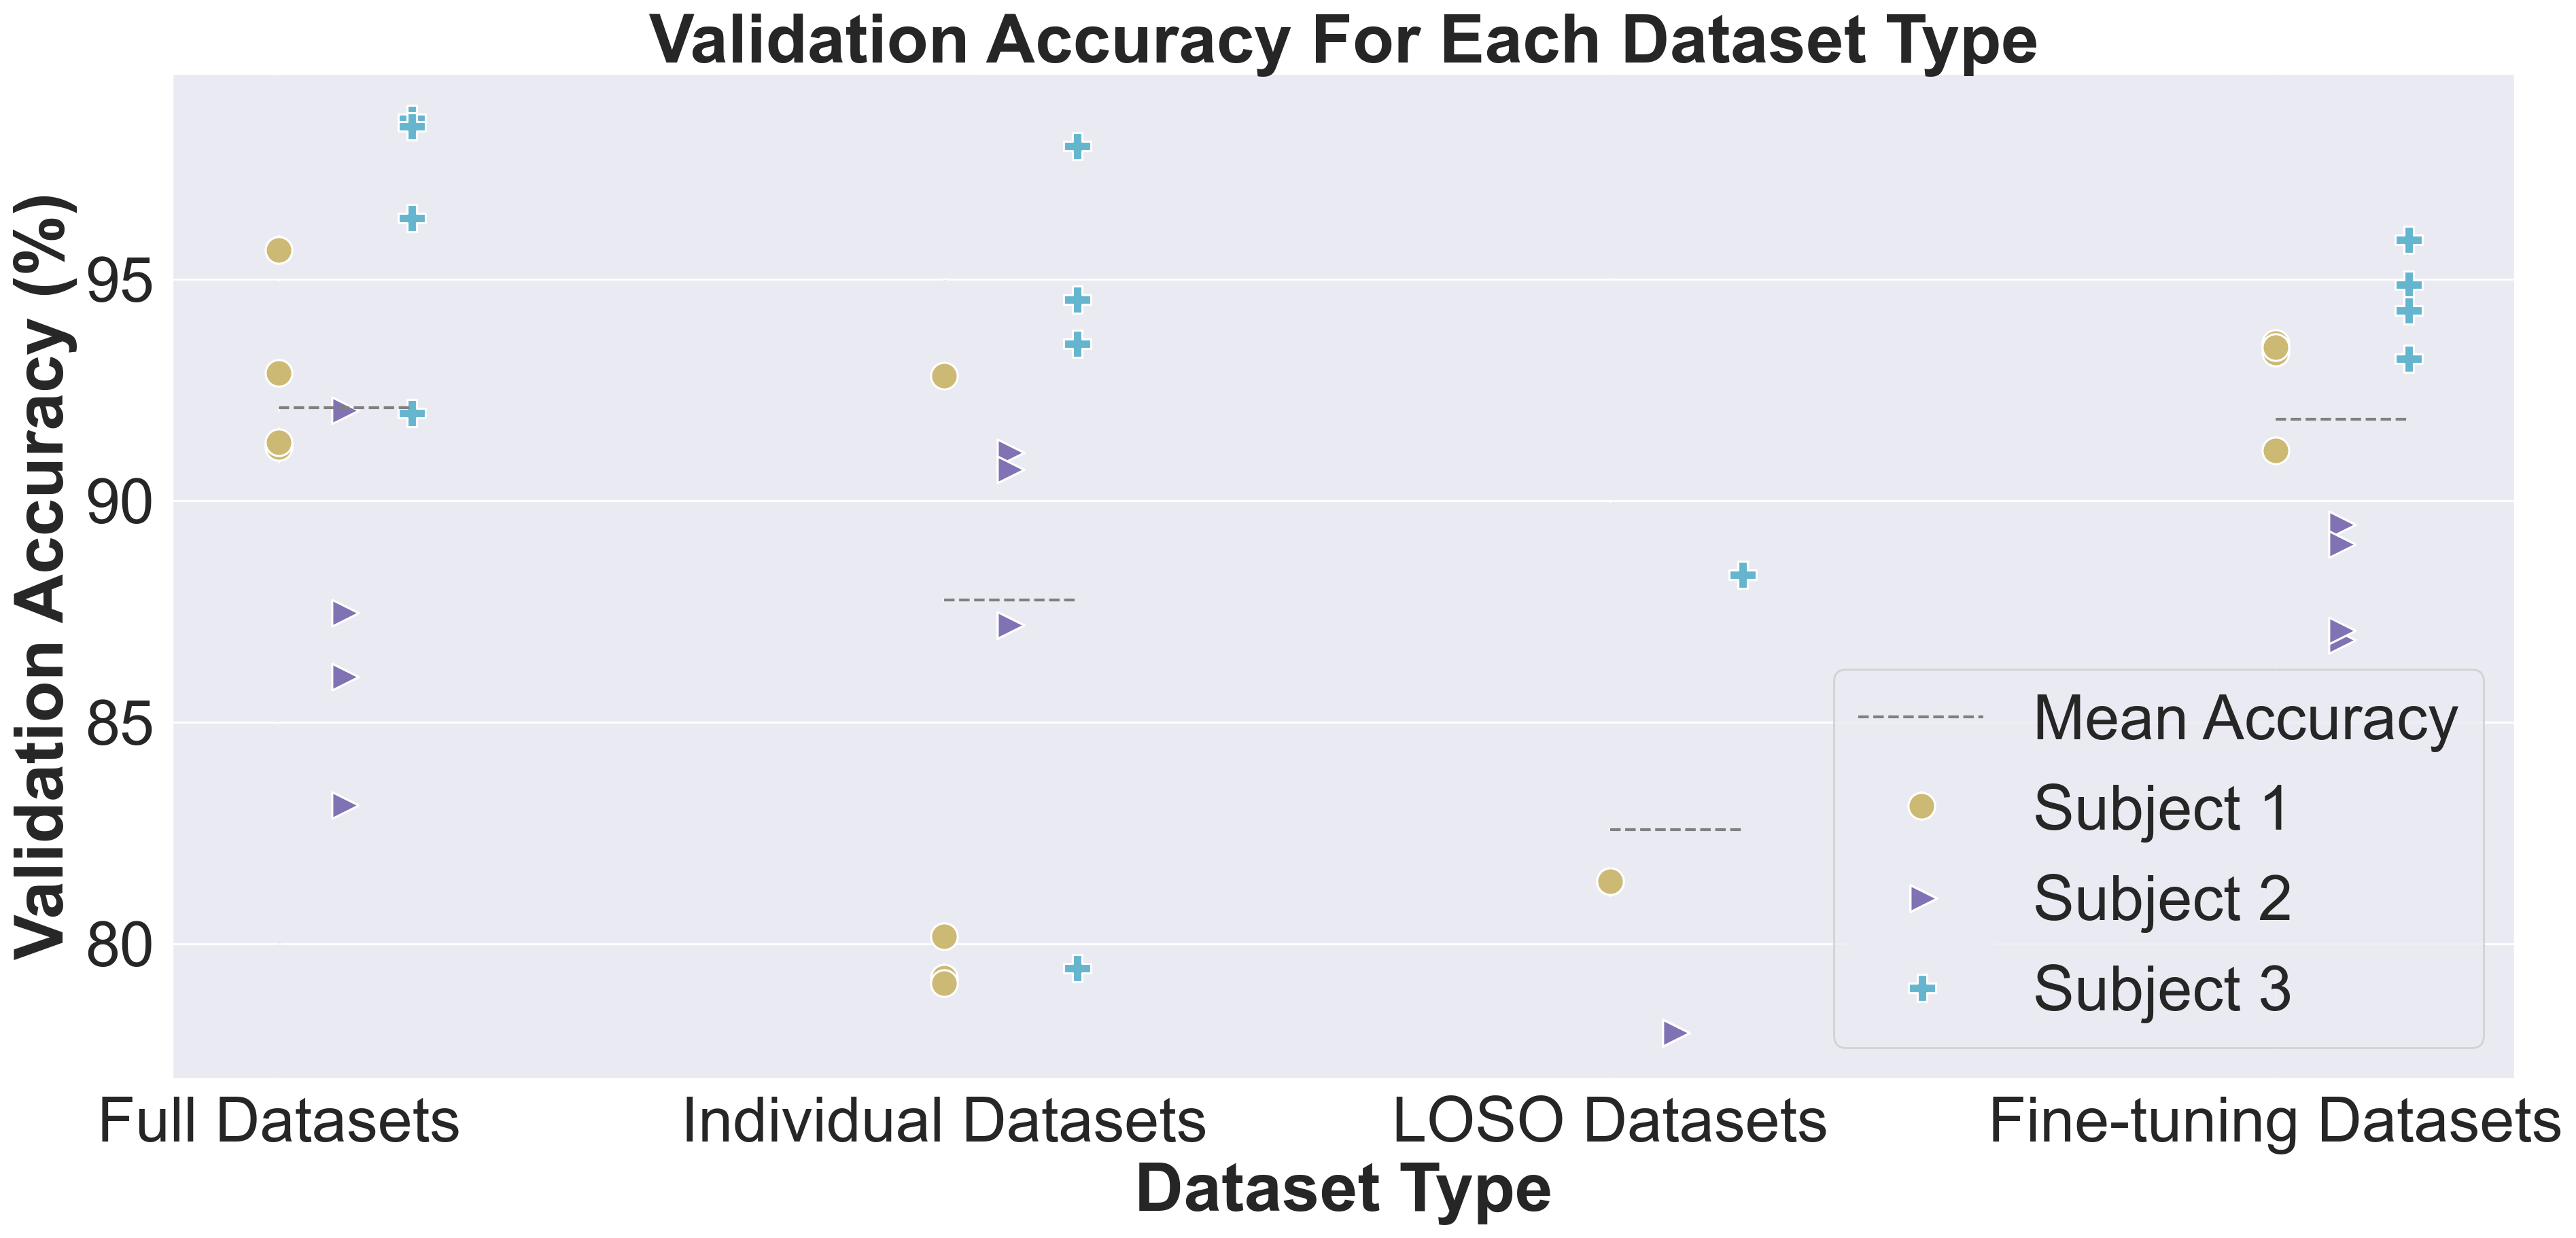 Validation Accuracy For Each Dataset Type
Validation Accuracy (%)
95
90
85
80
Mean Accuracy
Subject 1
Subject 2
Subject 3
Full Datasets
Individual Datasets
LOSO Datasets
Fine-tuning Datasets
Dataset Type